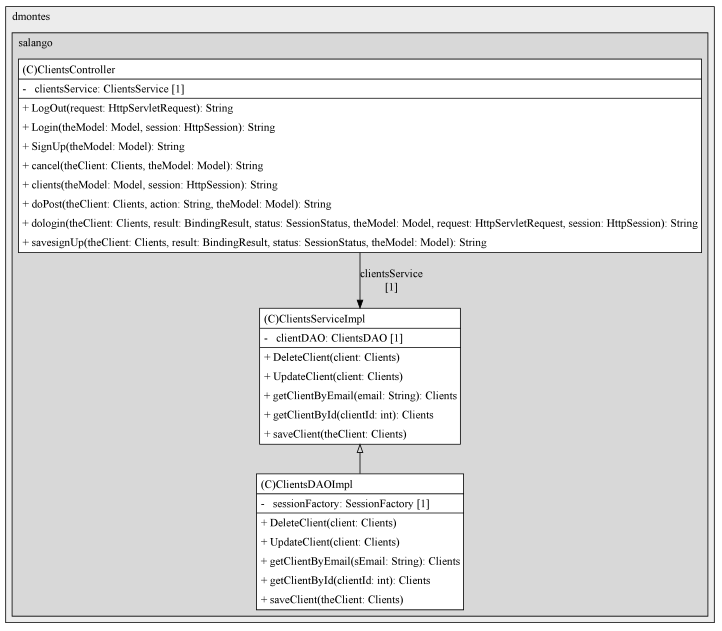 dmontes
salango
(C)ClientsController
- clientsService: ClientsService [1]
+ LogOut(request: HttpServletRequest): String
+ Login(theModel: Model, session: HttpSession): String
+ SignUp(theModel: Model): String
+ cancel(theClient: Clients, theModel: Model): String
+ clients(theModel: Model, session: HttpSession): String
+ doPost(theClient: Clients, action: String, theModel: Model): String
+ dologin(theClient: Clients, result: BindingResult, status: SessionStatus, theModel: Model, request: HttpServletRequest, session: HttpSession): String
+ savesignUp(theClient: Clients, result: BindingResult, status: SessionStatus, theModel: Model): String
clientsService
[1]
(C)ClientsServiceImpl
- clientDAO: ClientsDAO [1]
+ DeleteClient(client: Clients)
+ UpdateClient(client: Clients)
+ getClientByEmail(email: String): Clients
+ getClientById(clientId: int): Clients
+ saveClient(theClient: Clients)
(C)ClientsDAOImpl
- sessionFactory: SessionFactory [1]
+ DeleteClient(client: Clients)
+ UpdateClient(client: Clients)
+ getClientByEmail(sEmail: String): Clients
+ getClientById(clientId: int): Clients
+ saveClient(theClient: Clients)